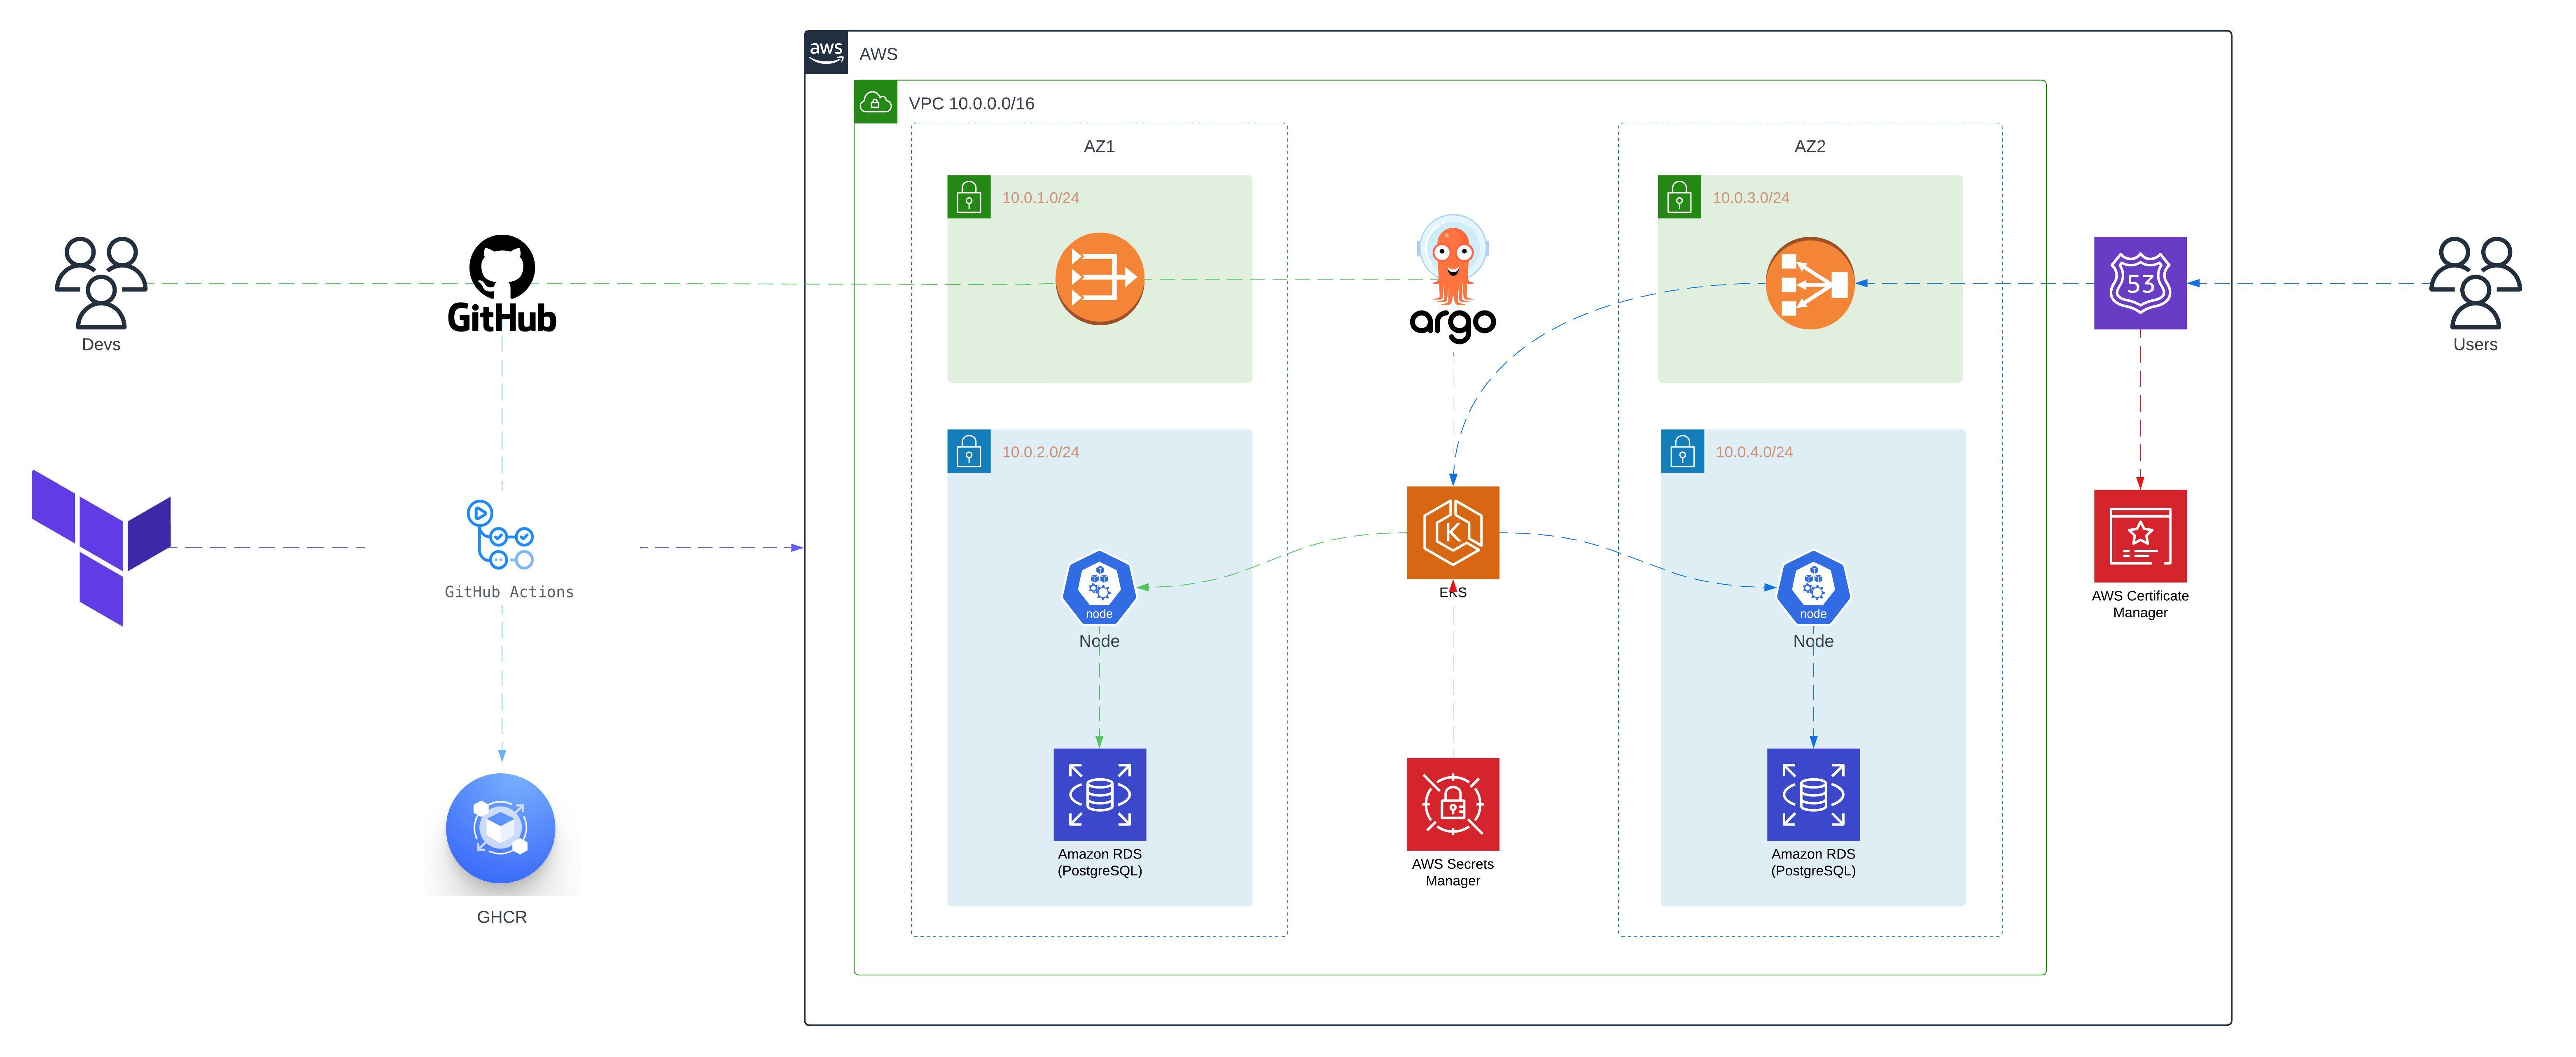 aws
AWS
VPC 10.0.0.0/16
AZ1
AZ2
10.0.1.0/24
10.0.3.0/24
GitHub
argo
53
Devs
Users
10.0.2.0/24
10.0.4.0/24
K
GitHub Actions
EKS
AWS Certificate
Manager
node
Node
node
Node
Amazon RDS
(PostgreSQL)
AWS Secrets
Manager
Amazon RDS
(PostgreSQL)
GHCR